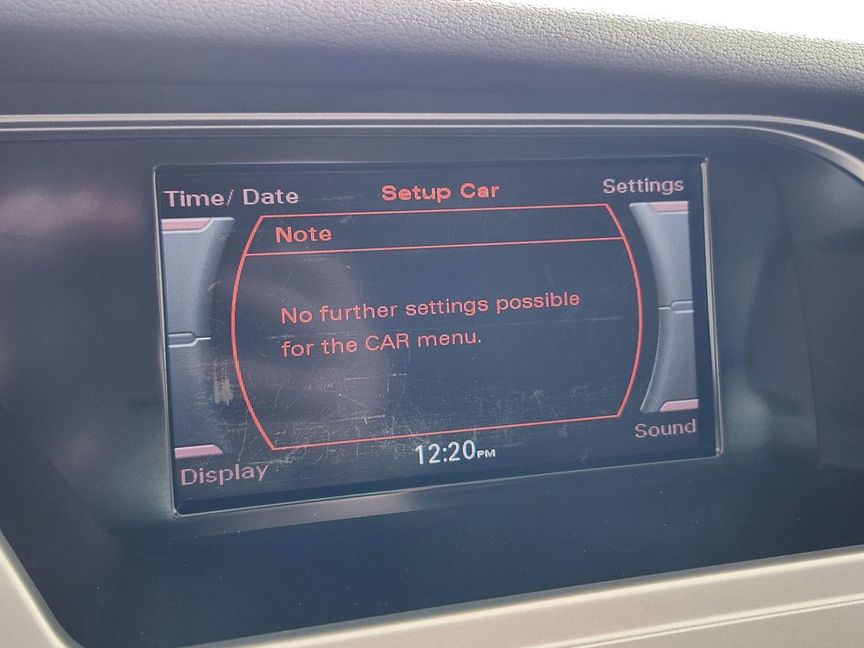 Time/ Date
Setup Car
Settings
Note
No further settings possible
for the CAR menu.
Display
12:20PM
Sound